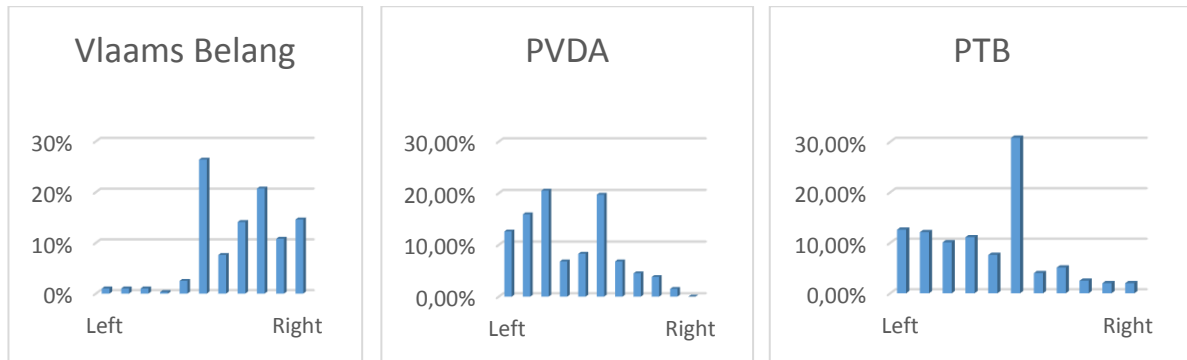 Vlaams Belang
30%
20%
10%
0%
Left Right
PVDA
30,00%
20,00%
10,00%
0,00%
Left Right
PTB
30,00%
20,00%
10,00%
0,00%
Left Right